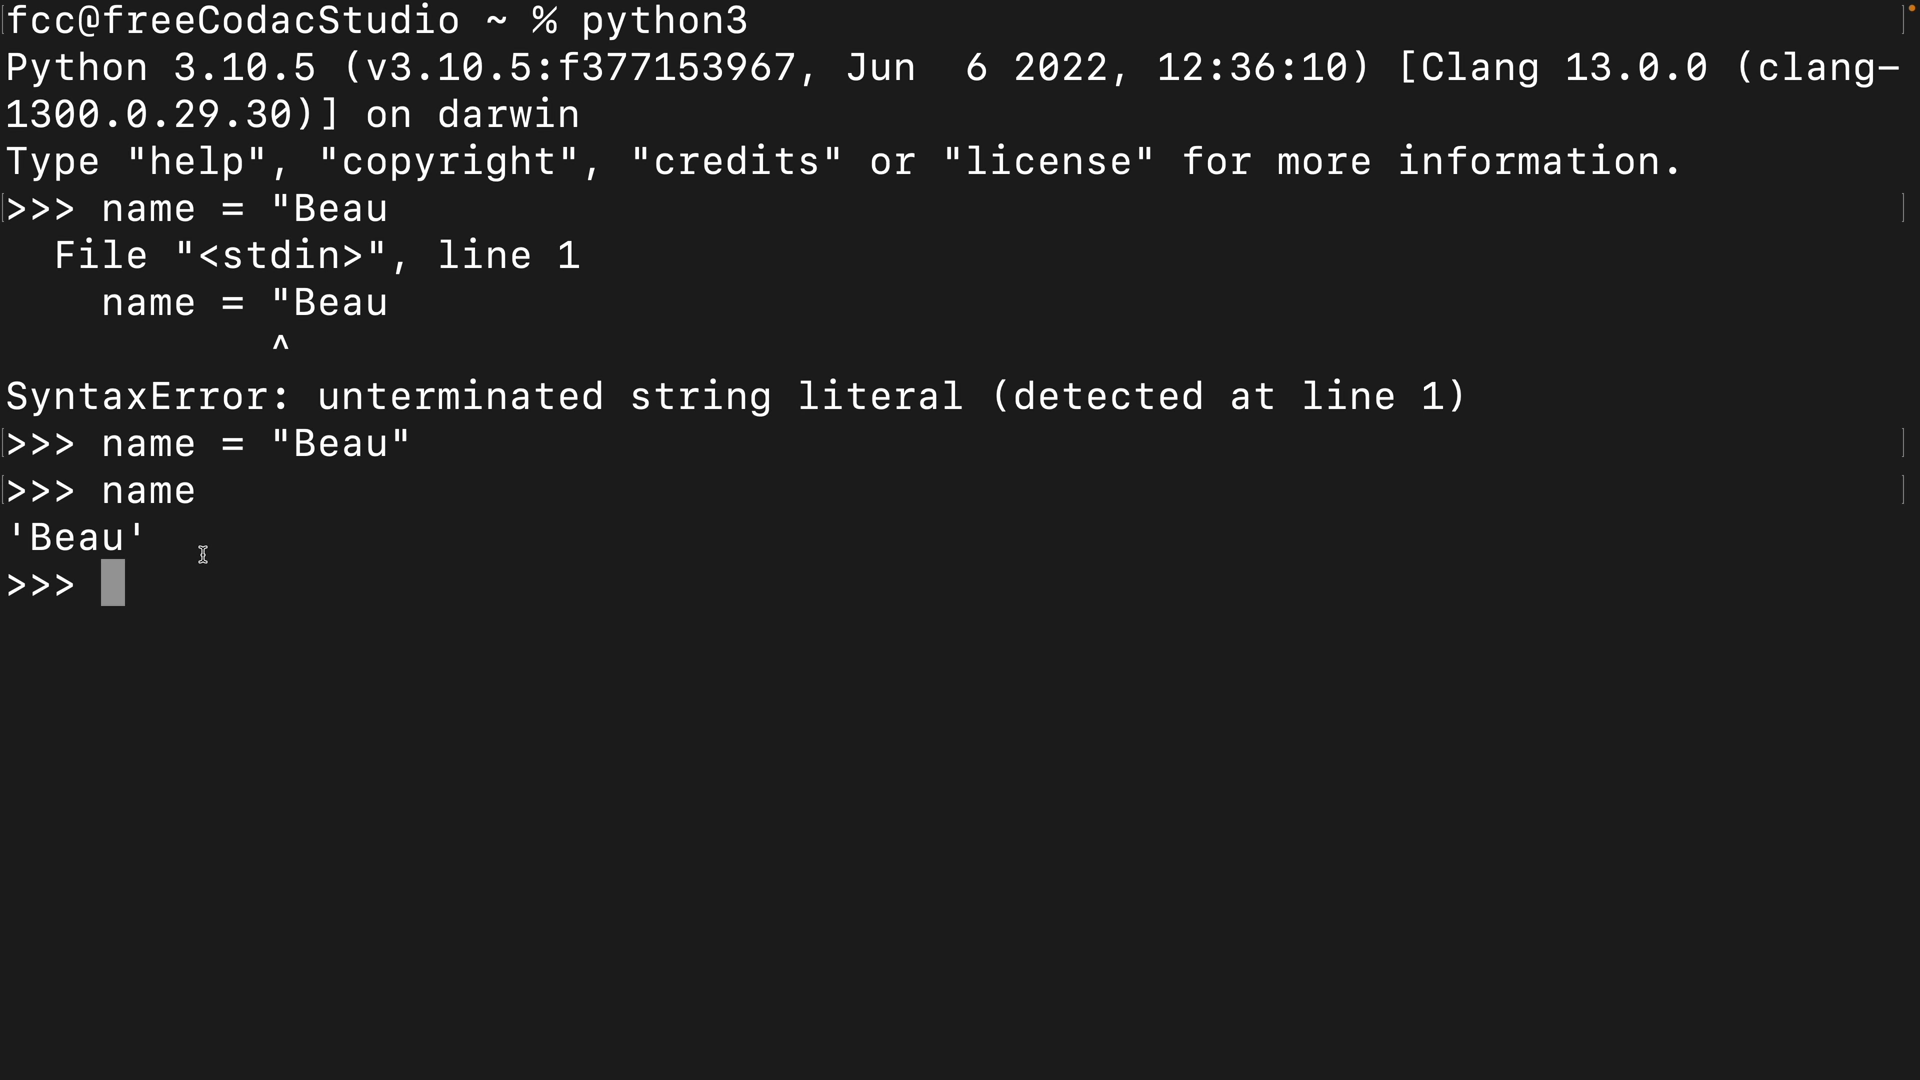 fcc@freeCodacStudio ~ % python3
Python 3.10.5 (v3.10.5:f377153967, Jun  6 2022, 12:36:10) [Clang 13.0.0 (clang-
1300.0.29.30)] on darwin
Type "help", "copyright", "credits" or "license" for more information.
>>> name = "Beau
  File "<stdin>", line 1
    name = "Beau
           ^
SyntaxError: unterminated string literal (detected at line 1)
>>> name = "Beau"
>>> name
'Beau'
>>>